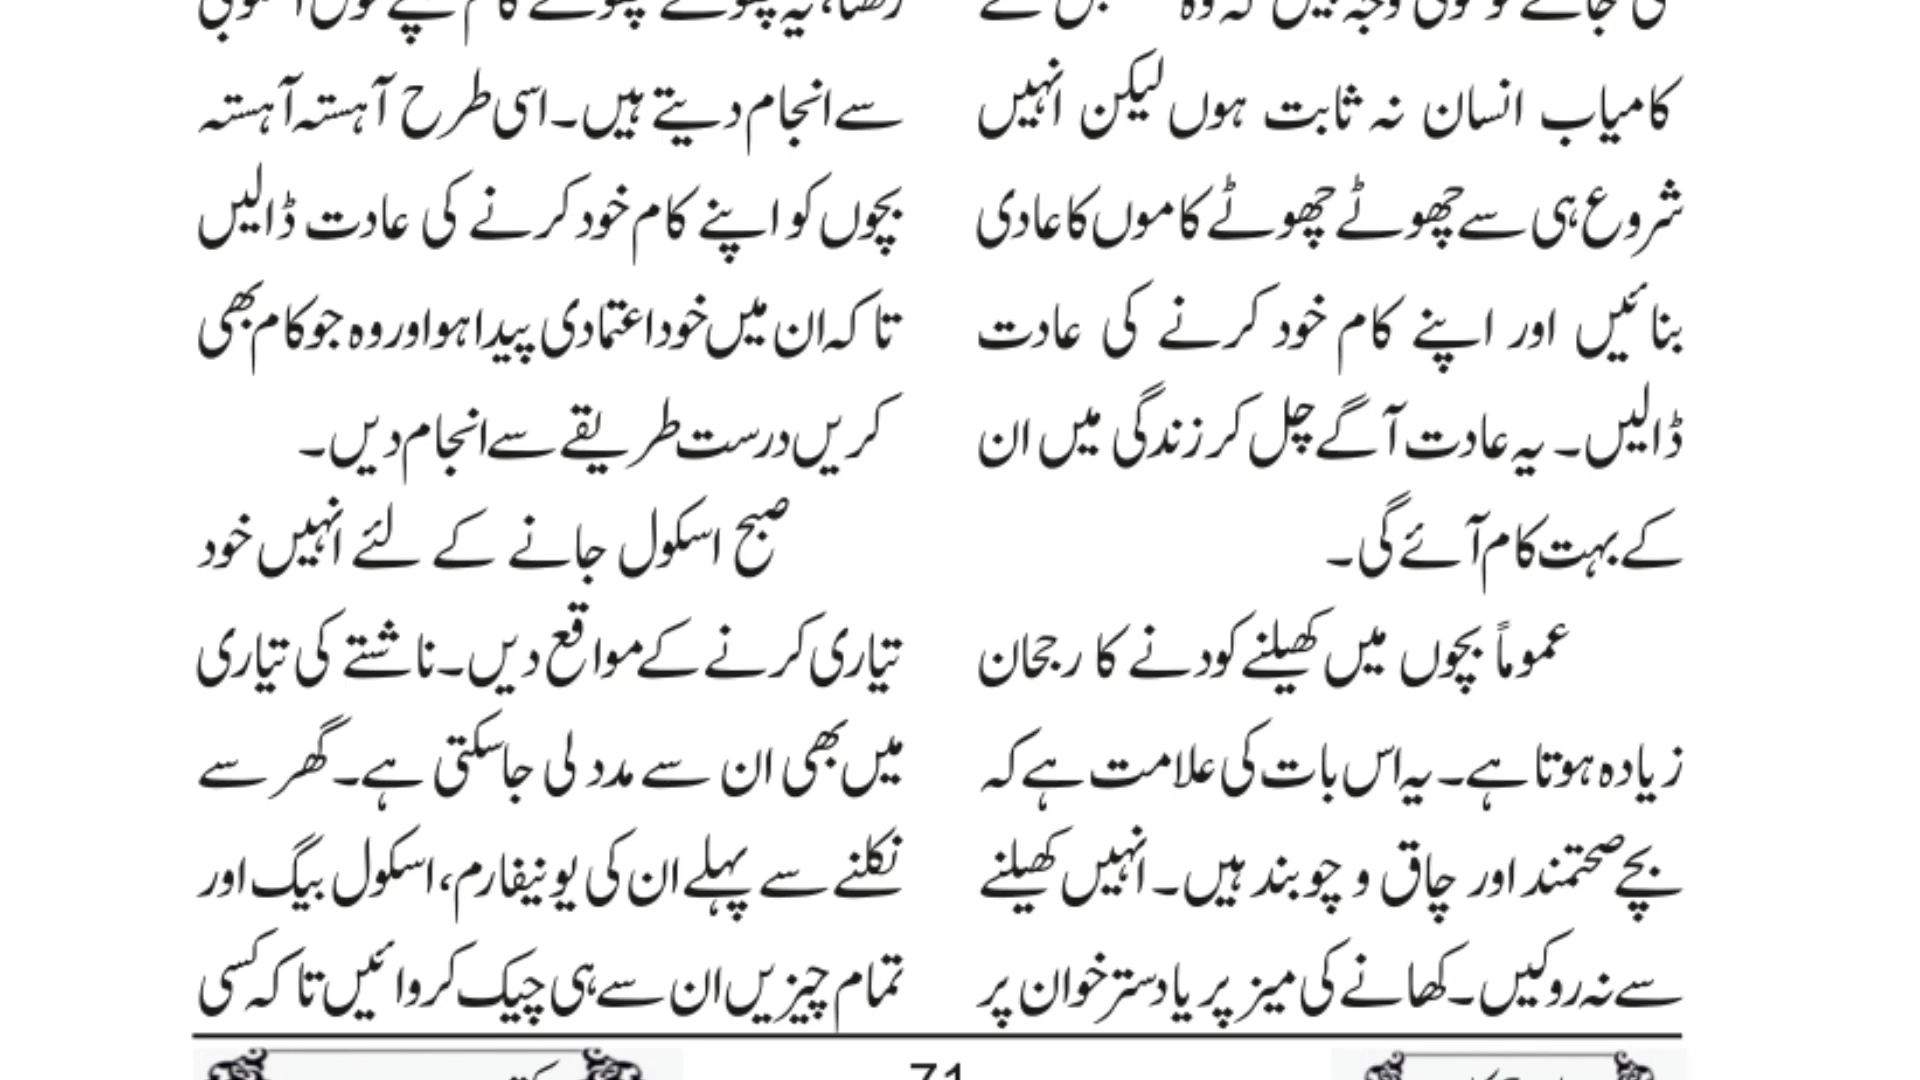 کامیاب انسان نہ ثابت ہوں لیکن انہیں
شروع ہی سے چھوٹے چھوٹے کاموں کا عادی
بنائیں اور اپنے کام خود کرنے کی عادت
ڈالیں۔ یہ عادت آگے چل کر زندگی میں ان
کے بہت کام آئے گی۔
عموماً بچوں میں کھیلنے کودنے کا رجحان
زیادہ ہوتا ہے۔ یہ اس بات کی علامت ہے کہ
بچے صحتمند اور چاق و چوبند ہیں۔ انہیں کھیلنے
سے نہ روکیں۔ کھانے کی میز پر یا دسترخوان پر
سے انجام دیتے ہیں۔ اسی طرح آہستہ آہستہ
بچوں کو اپنے کام خود کرنے کی عادت ڈالیں
تاکہ ان میں خود اعتمادی پیدا ہو اور وہ جو کام بھی
کریں درست طریقے سے انجام دیں۔
صبح اسکول جانے کے لئے انہیں خود
تیاری کرنے کے مواقع دیں۔ ناشتے کی تیاری
میں بھی ان سے مدد لی جاسکتی ہے۔ گھر سے
نکلنے سے پہلے ان کی یونیفارم، اسکول بیگ اور
تمام چیزیں ان سے ہی چیک کروائیں تاکہ کسی
71